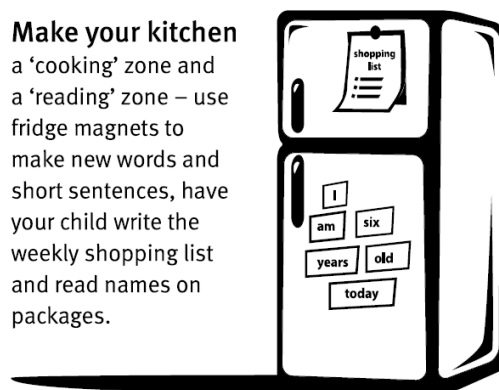 Make your kitchen
a ‘cooking’ zone and
a ‘reading’ zone – use
fridge magnets to
make new words and
short sentences, have
your child write the
weekly shopping list
and read names on
packages.
shopping
list
I
am six
years old
today